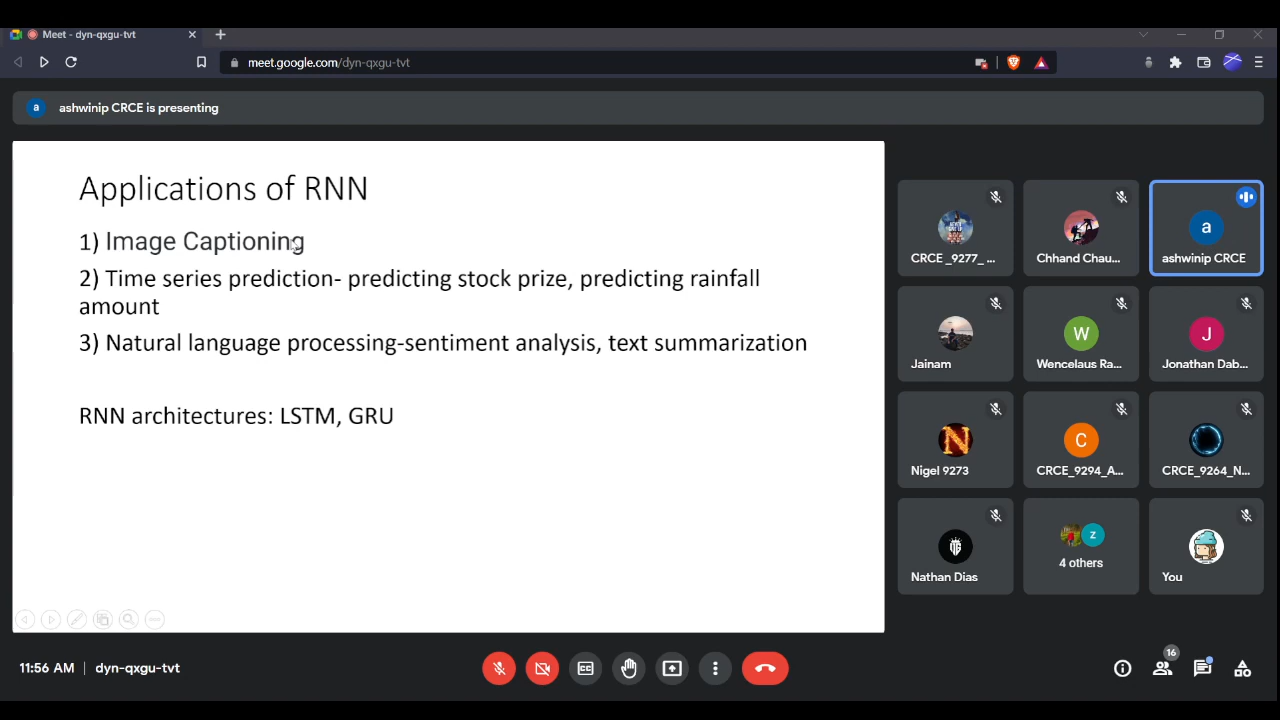 Meet - dyn-qxgu-tvt
meet.google.com/dyn-qxgu-tvt
a
ashwinip CRCE is presenting
Applications of RNN
1) Image Captioning
2) Time series prediction- predicting stock prize, predicting rainfall
amount
3) Natural language processing-sentiment analysis, text summarization
RNN architectures: LSTM, GRU
CRCE _9277_ ...
Chhand Chau...
a
ashwinip CRCE
Jainam
W
Wencelaus Ra...
J
Jonathan Dab...
N
Nigel 9273
C
CRCE_9294_A...
CRCE_9264_N...
Nathan Dias
z
4 others
You
11:56 AM | dyn-qxgu-tvt
16